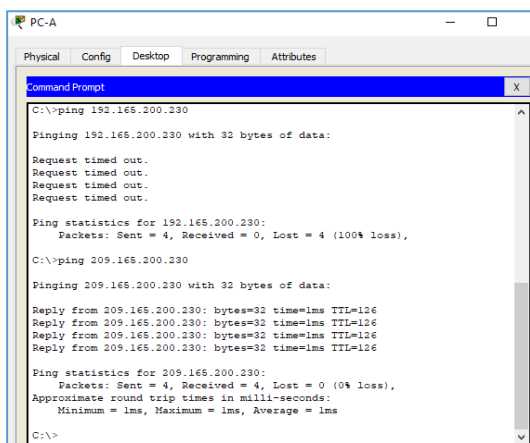 PC-A
Physical Config Desktop Programming Attributes
Command Prompt X
C:\>ping 192.165.200.230
Pinging 192.165.200.230 with 32 bytes of data:
Request timed out.
Request timed out.
Request timed out.
Request timed out.
Ping statistics for 192.165.200.230:
Packets: Sent = 4, Received = 0, Lost = 4 (100% loss),
C:\>ping 209.165.200.230
Pinging 209.165.200.230 with 32 bytes of data:
Reply from 209.165.200.230: bytes=32 time=1ms TTL=126
Reply from 209.165.200.230: bytes=32 time=1ms TTL=126
Reply from 209.165.200.230: bytes=32 time=1ms TTL=126
Reply from 209.165.200.230: bytes=32 time=1ms TTL=126
Ping statistics for 209.165.200.230:
Packets: Sent = 4, Received = 4, Lost = 0 (0% loss),
Approximate round trip times in milli-seconds:
Minimum = 1ms, Maximum = 1ms, Average = 1ms
C:\>